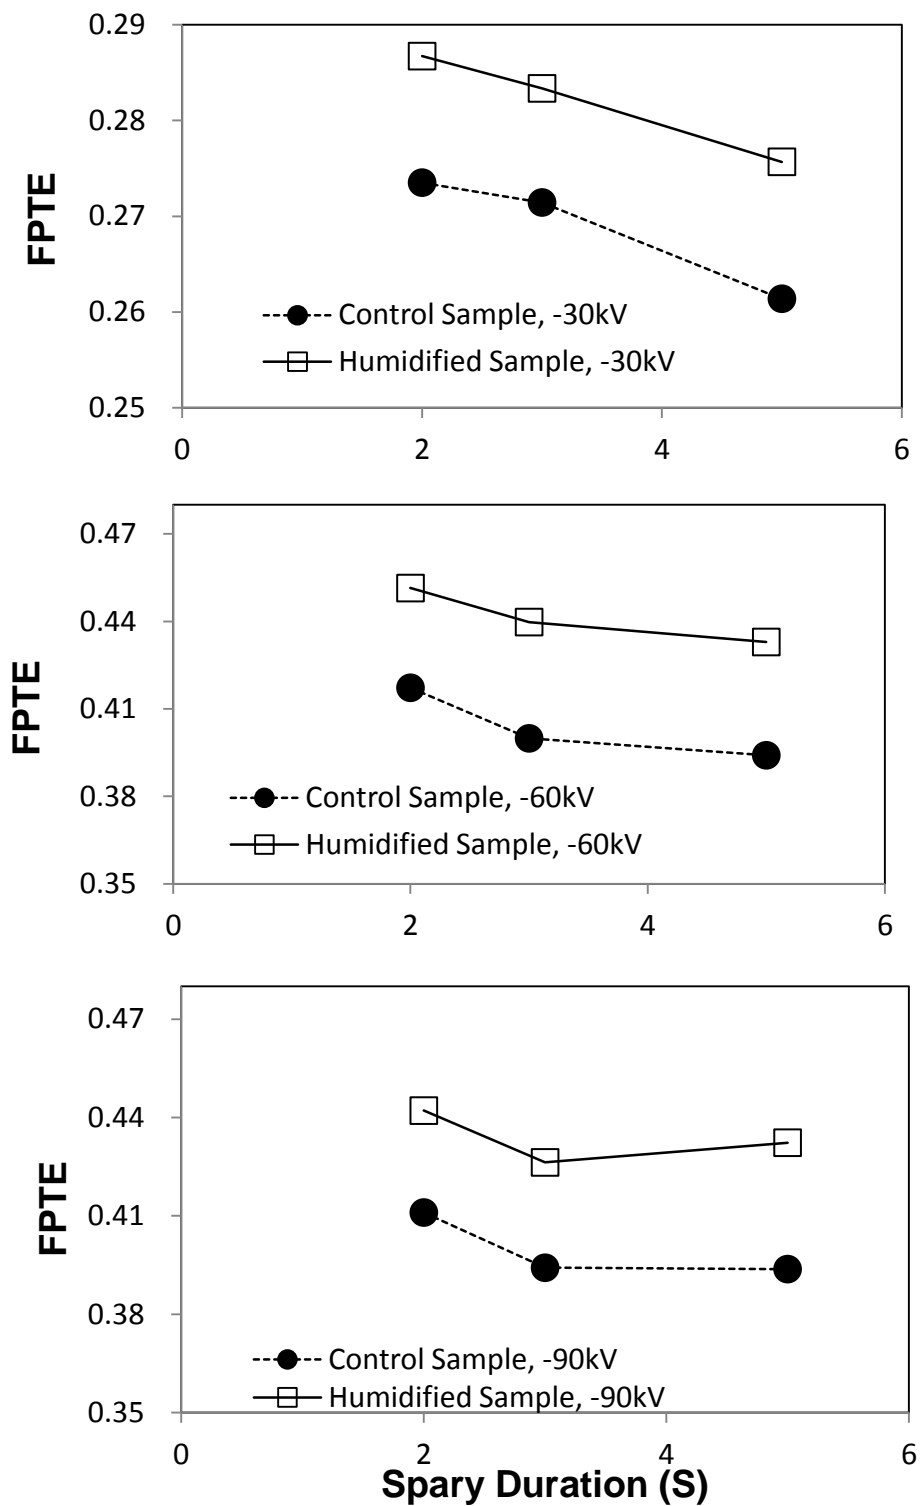 0.29
0.28
0.27
0.26
0.25
FPTE
Control Sample, -30kV
Humidified Sample, -30kV
0 2 4 6
0.47
0.44
0.41
0.38
0.35
FPTE
Control Sample, -60kV
Humidified Sample, -60kV
0 2 4 6
0.47
0.44
0.41
0.38
0.35
FPTE
Control Sample, -90kV
Humidified Sample, -90kV
0 2 4 6
Spary Duration (S)